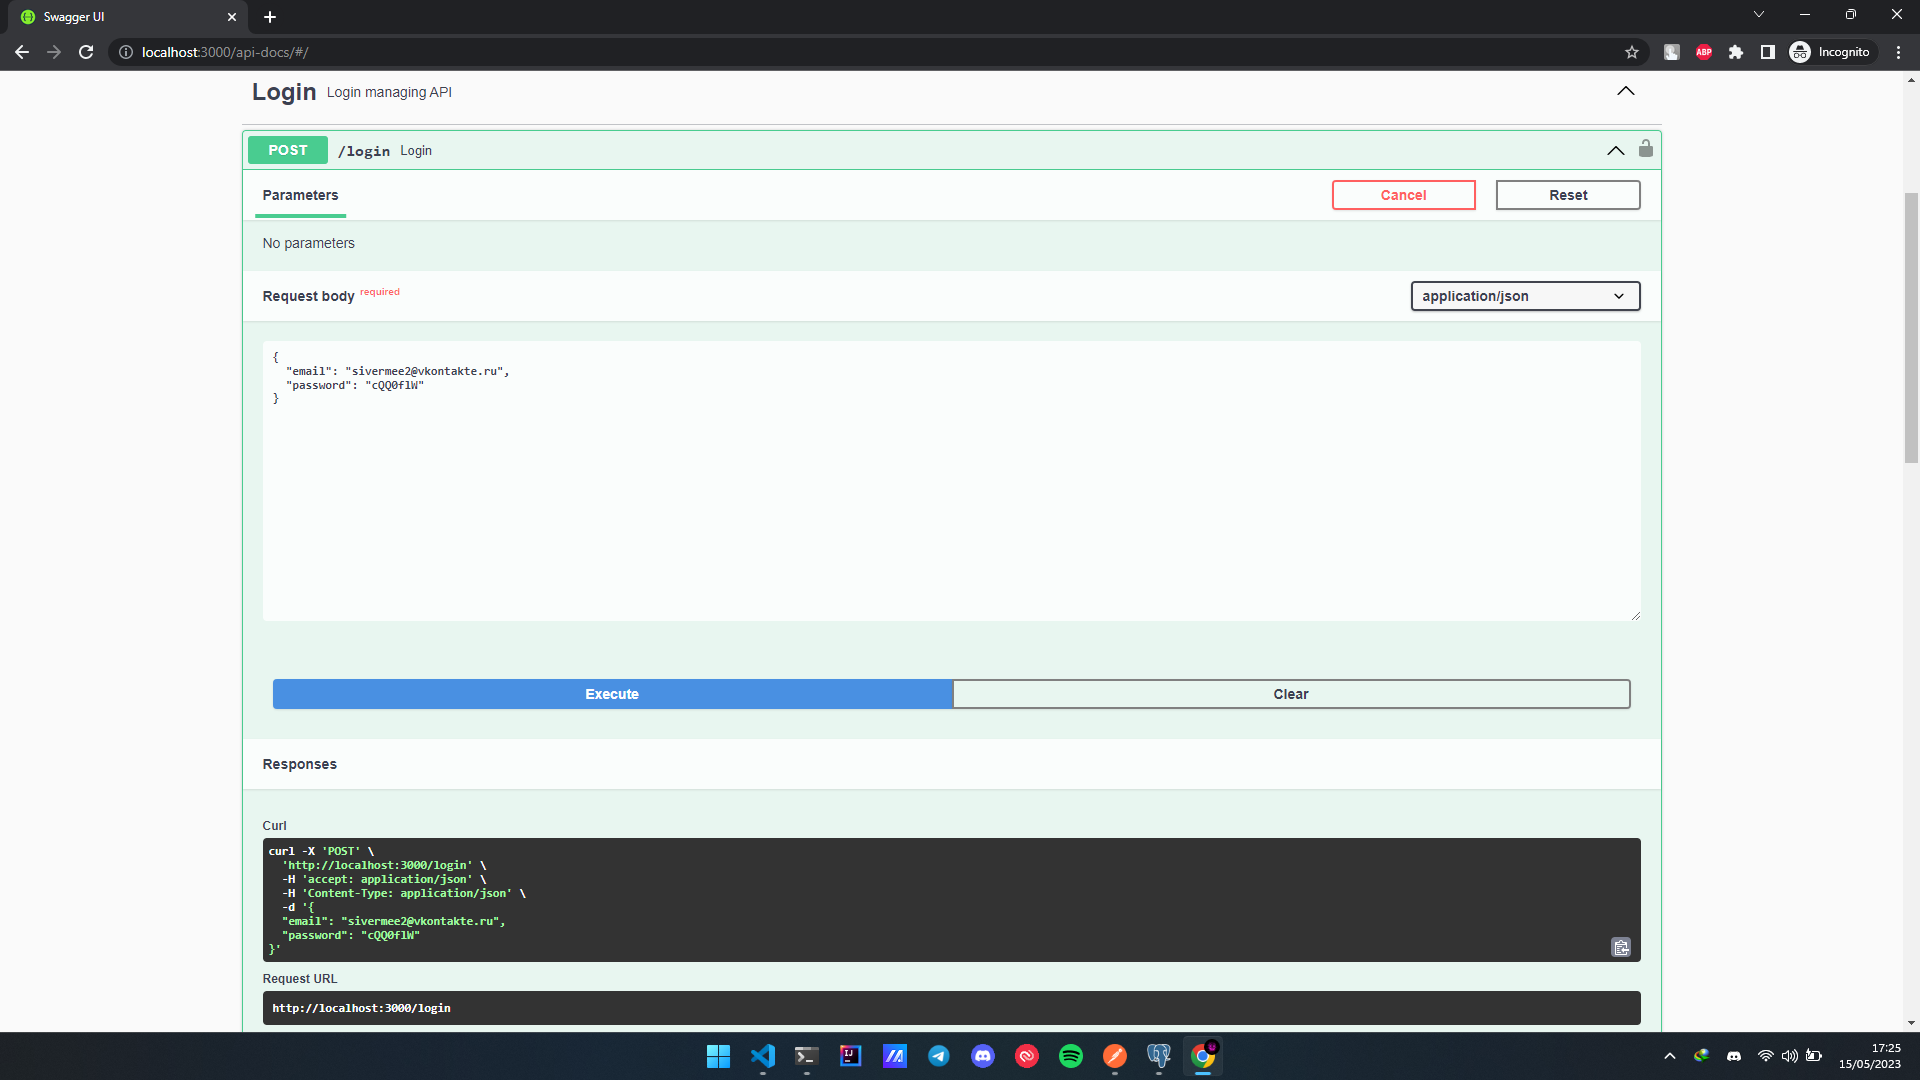 Swagger UI
localhost:3000/api-docs/#/
ABP
Incognito
Login Login managing API
POST /login Login
Parameters
Cancel
Reset
No parameters
Request body required
application/json
{
"email": "sivermee2@vkontakte.ru",
"password": "cQQ0flW"
}
Execute
Clear
Responses
Curl
curl -X 'POST' \
'http://localhost:3000/login' \
-H 'accept: application/json' \
-H 'Content-Type: application/json' \
-d '{
"email": "sivermee2@vkontakte.ru",
"password": "cQQ0flW"
}'
Request URL
http://localhost:3000/login
IJ
17:25
15/05/2023